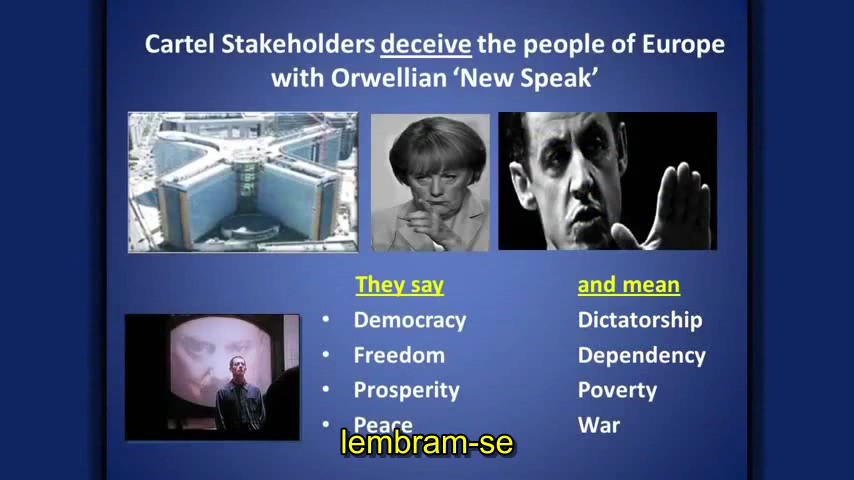 Cartel Stakeholders deceive the people of Europe
with Orwellian ‘New Speak’
They say and mean
• Democracy Dictatorship
• Freedom Dependency
• Prosperity Poverty
• Peace War
lembram-se